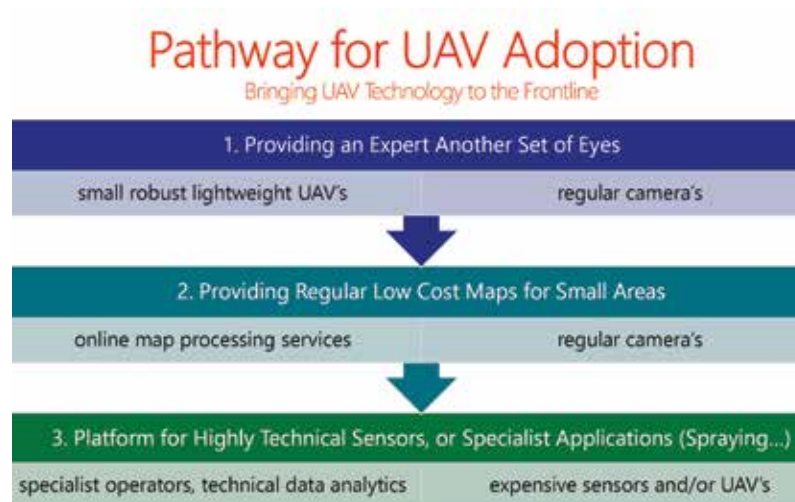 Pathway for UAV Adoption
Bringing UAV Technology to the Frontline
1. Providing an Expert Another Set of Eyes
small robust lightweight UAV's
regular camera's
2. Providing Regular Low Cost Maps for Small Areas
online map processing services
regular camera's
3. Platform for Highly Technical Sensors, or Specialist Applications (Spraying...)
specialist operators, technical data analytics
expensive sensors and/or UAV's